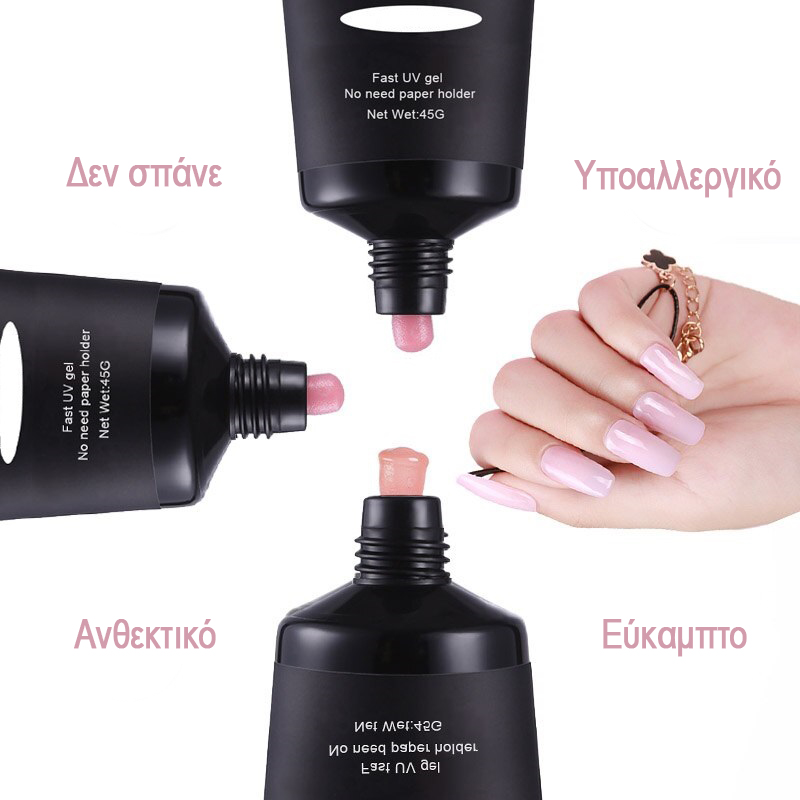 Fast UV gel
No need paper holder
Net Wet:45G
Δεν σπάνε
Υποαλλεργικό
Fast UV gel
No need paper holder
Net Wet:45G
Ανθεκτικό
Εύκαμπτο
Net Wet:45G
No need paper holder
Fast UV gel